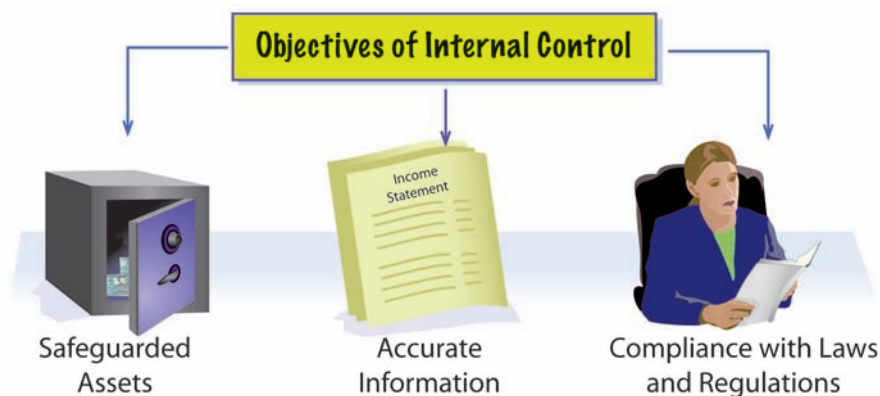 Objectives of Internal Control
Income
Statement
Safeguarded
Assets
Accurate
Information
Compliance with Laws
and Regulations